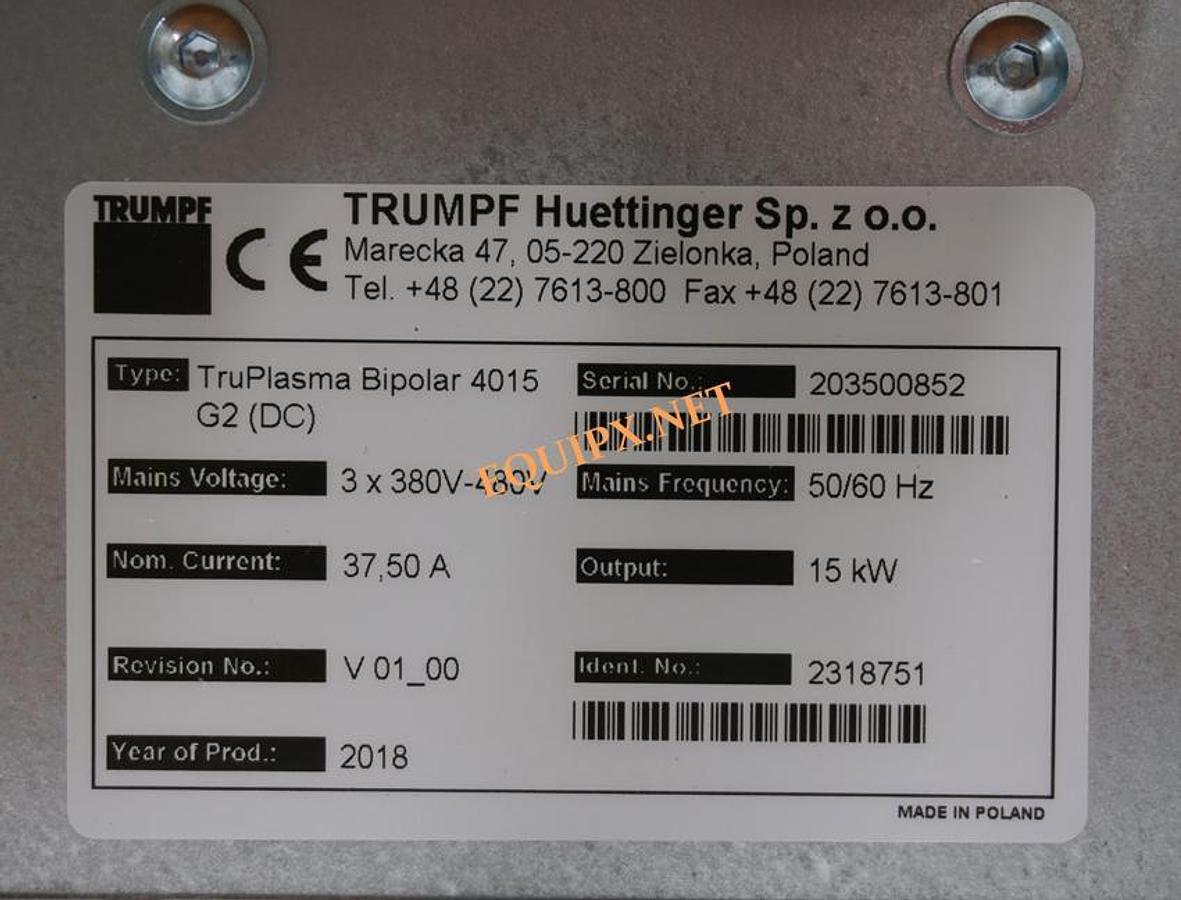 TRUMPF
CE
TRUMPF Huettinger Sp. z o.o.
Marecka 47, 05-220 Zielonka, Poland
Tel. +48 (22) 7613-800 Fax +48 (22) 7613-801
Type: TruPlasma Bipolar 4015
G2 (DC)
Serial No.: 203500852
EQUIPX.NET
Mains Voltage: 3 x 380V-480V
Mains Frequency: 50/60 Hz
Nom. Current: 37,50 A
Output: 15 kW
Revision No.: V 01_00
Ident. No.: 2318751
Year of Prod.: 2018
MADE IN POLAND